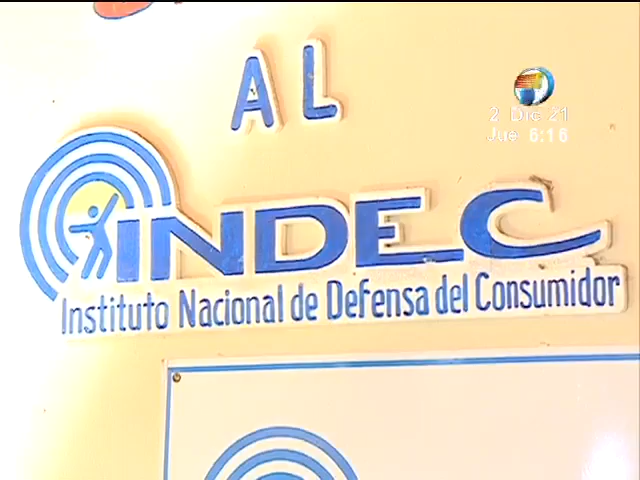 AL
2 Dic 21
Jue 6:16
INDEC
Instituto Nacional de Defensa del Consumidor